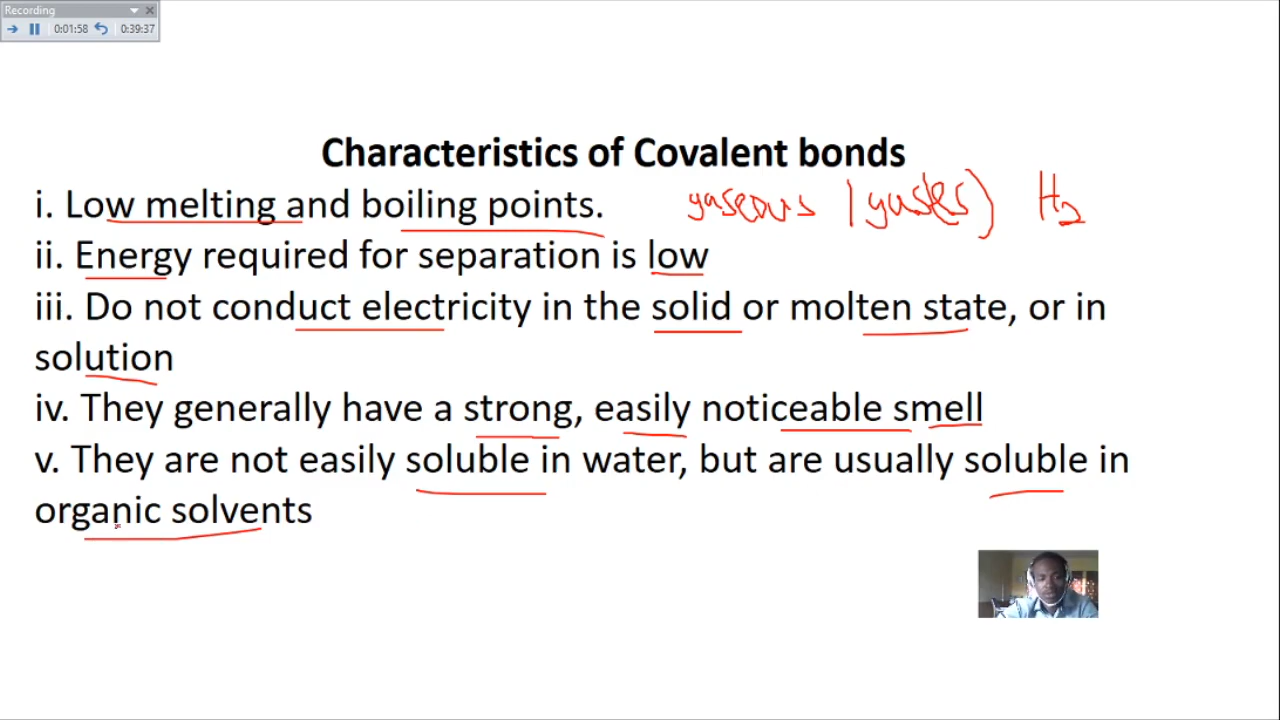 Recording
0:01:58 0:39:37
Characteristics of Covalent bonds
i. Low melting and boiling points. gaseous H2
ii. Energy required for separation is low
iii. Do not conduct electricity in the solid or molten state, or in
solution
iv. They generally have a strong, easily noticeable smell
v. They are not easily soluble in water, but are usually soluble in
organic solvents